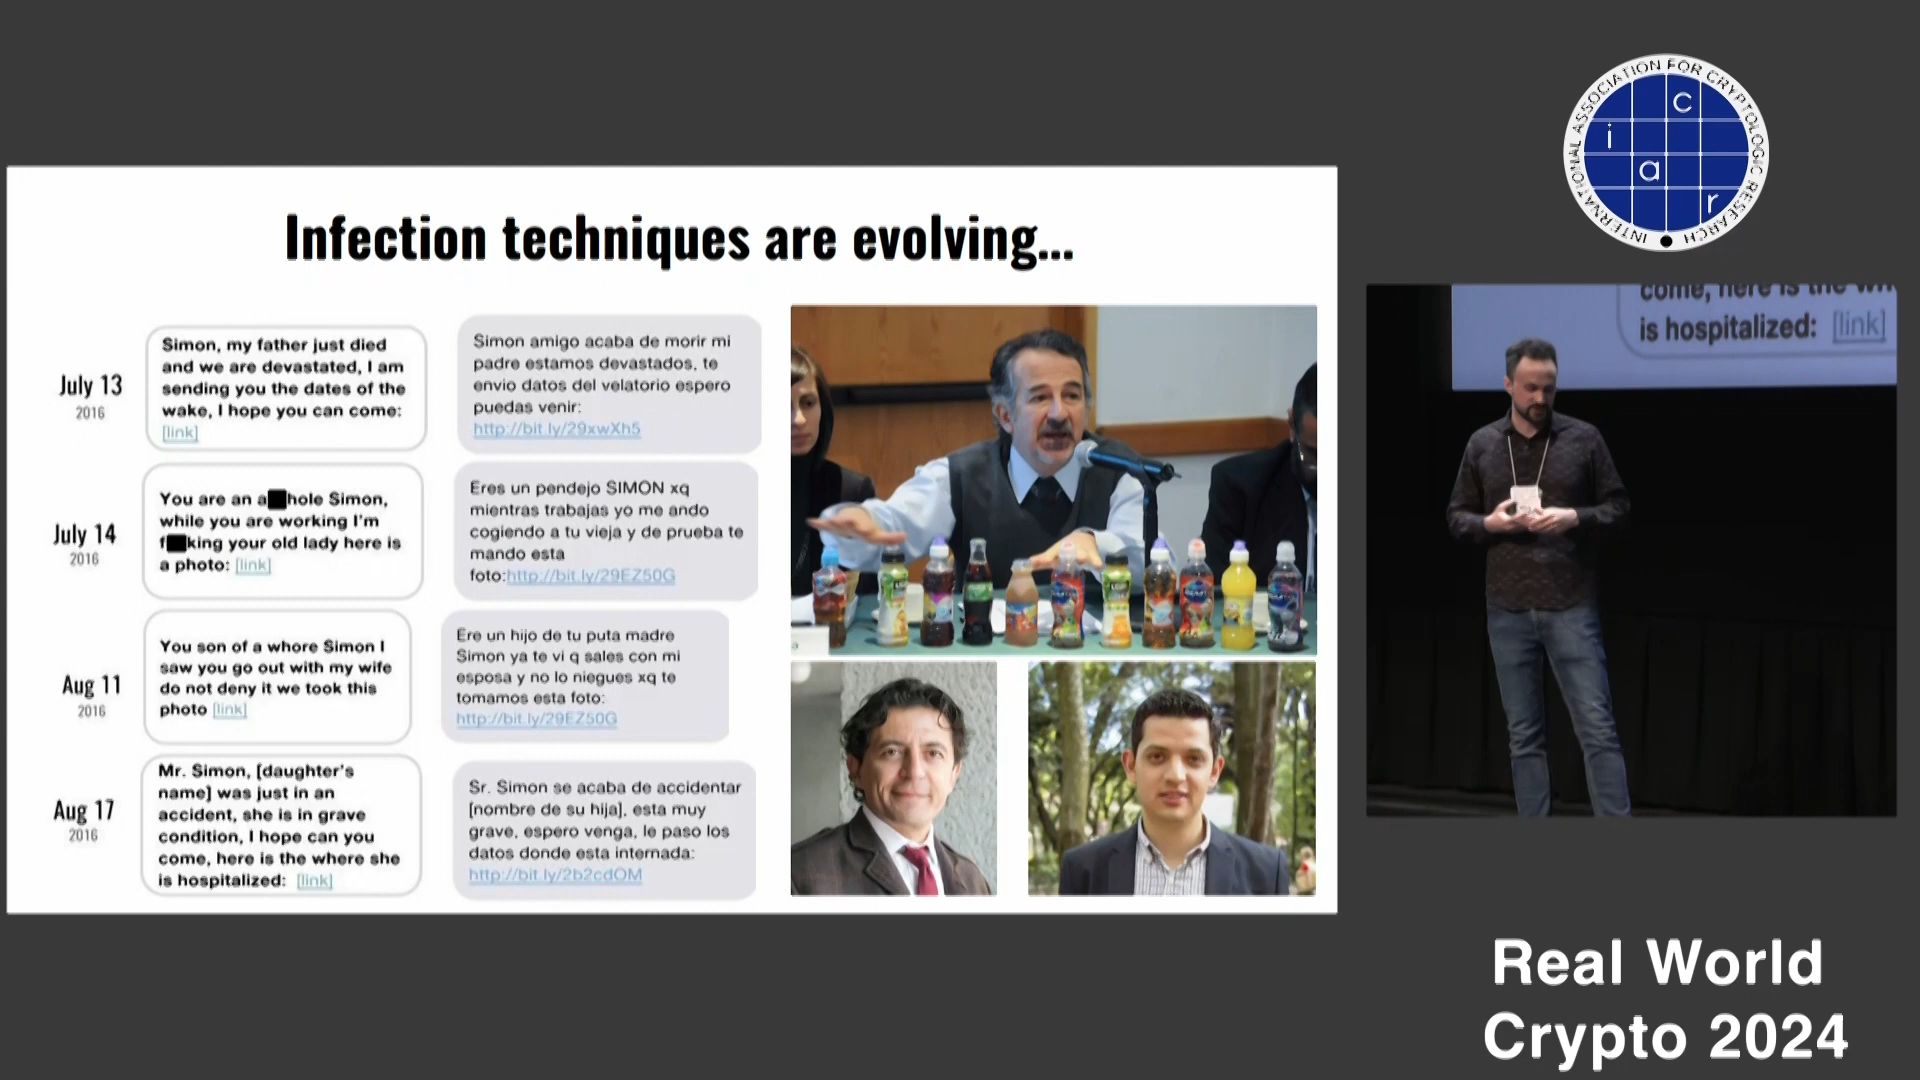 INTERNATIONAL ASSOCIATION FOR CRYPTOLOGIC RESEARCH
c
i
a
r
Infection techniques are evolving...
July 13
2016
Simon, my father just died
and we are devastated, I am
sending you the dates of the
wake, I hope you can come:
[link]
Simon amigo acaba de morir mi
padre estamos devastados, te
envio datos del velatorio espero
puedas venir:
http://bit.ly/29xwXh5
July 14
2016
You are an a hole Simon,
while you are working I'm
f king your old lady here is
a photo: [link]
Eres un pendejo SIMON xq
mientras trabajas yo me ando
cogiendo a tu vieja y de prueba te
mando esta
foto:http://bit.ly/29EZ50G
Aug 11
2016
You son of a whore Simon I
saw you go out with my wife
do not deny it we took this
photo [link]
Ere un hijo de tu puta madre
Simon ya te vi q sales con mi
esposa y no lo niegues xq te
tomamos esta foto:
http://bit.ly/29EZ50G
Aug 17
2016
Mr. Simon, [daughter's
name] was just in an
accident, she is in grave
condition, I hope can you
come, here is the where she
is hospitalized: [link]
Sr. Simon se acaba de accidentar
[nombre de su hija], esta muy
grave, espero venga, le paso los
datos donde esta internada:
http://bit.ly/2b2cdOM
come, here is the
is hospitalized: [link]
Real World
Crypto 2024